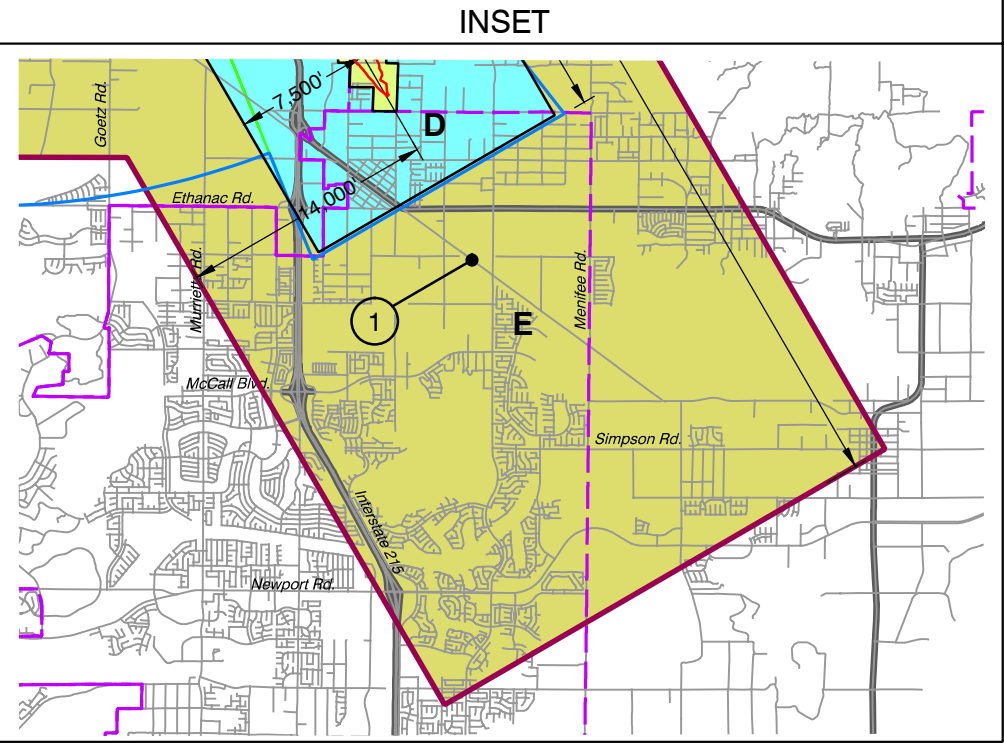 INSET
Goetz Rd.
7,500'
D
Ethanac Rd.
14,000'
Murrieta Rd.
Menifee Rd.
1
E
McCall Blvd.
Simpson Rd.
Interstate 215
Newport Rd.